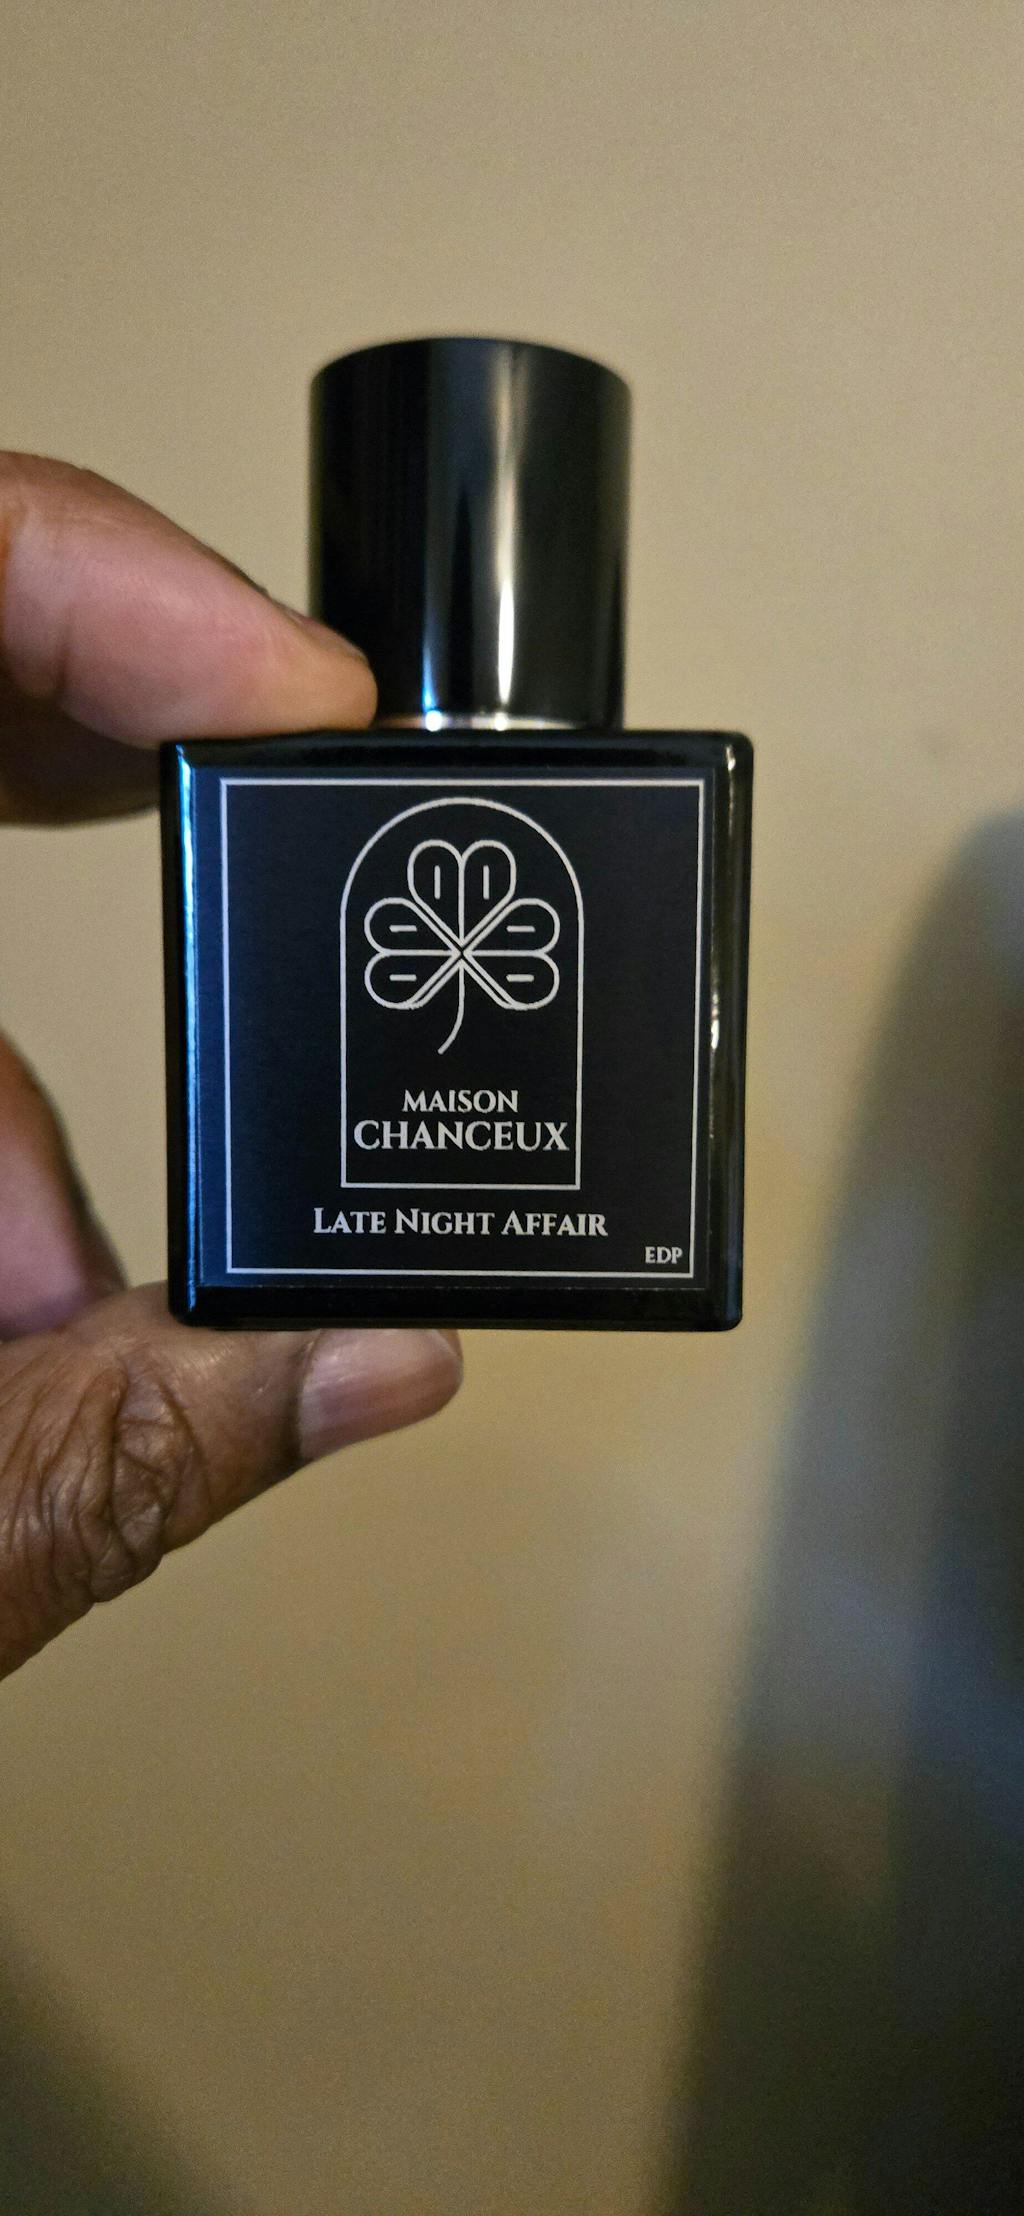 MAISON
CHANCEUX
LATE NIGHT AFFAIR
EDP